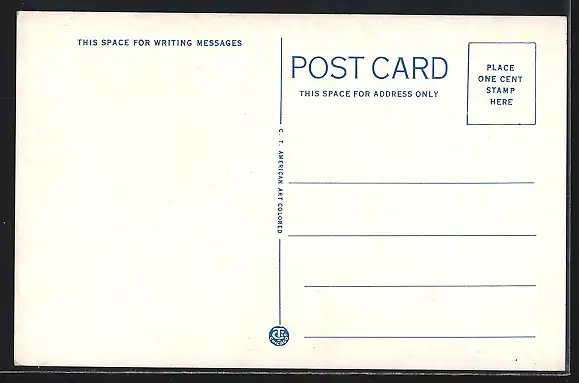 THIS SPACE FOR WRITING MESSAGES
POST CARD
THIS SPACE FOR ADDRESS ONLY
PLACE
ONE CENT
STAMP
HERE
C. T. AMERICAN ART COLORED